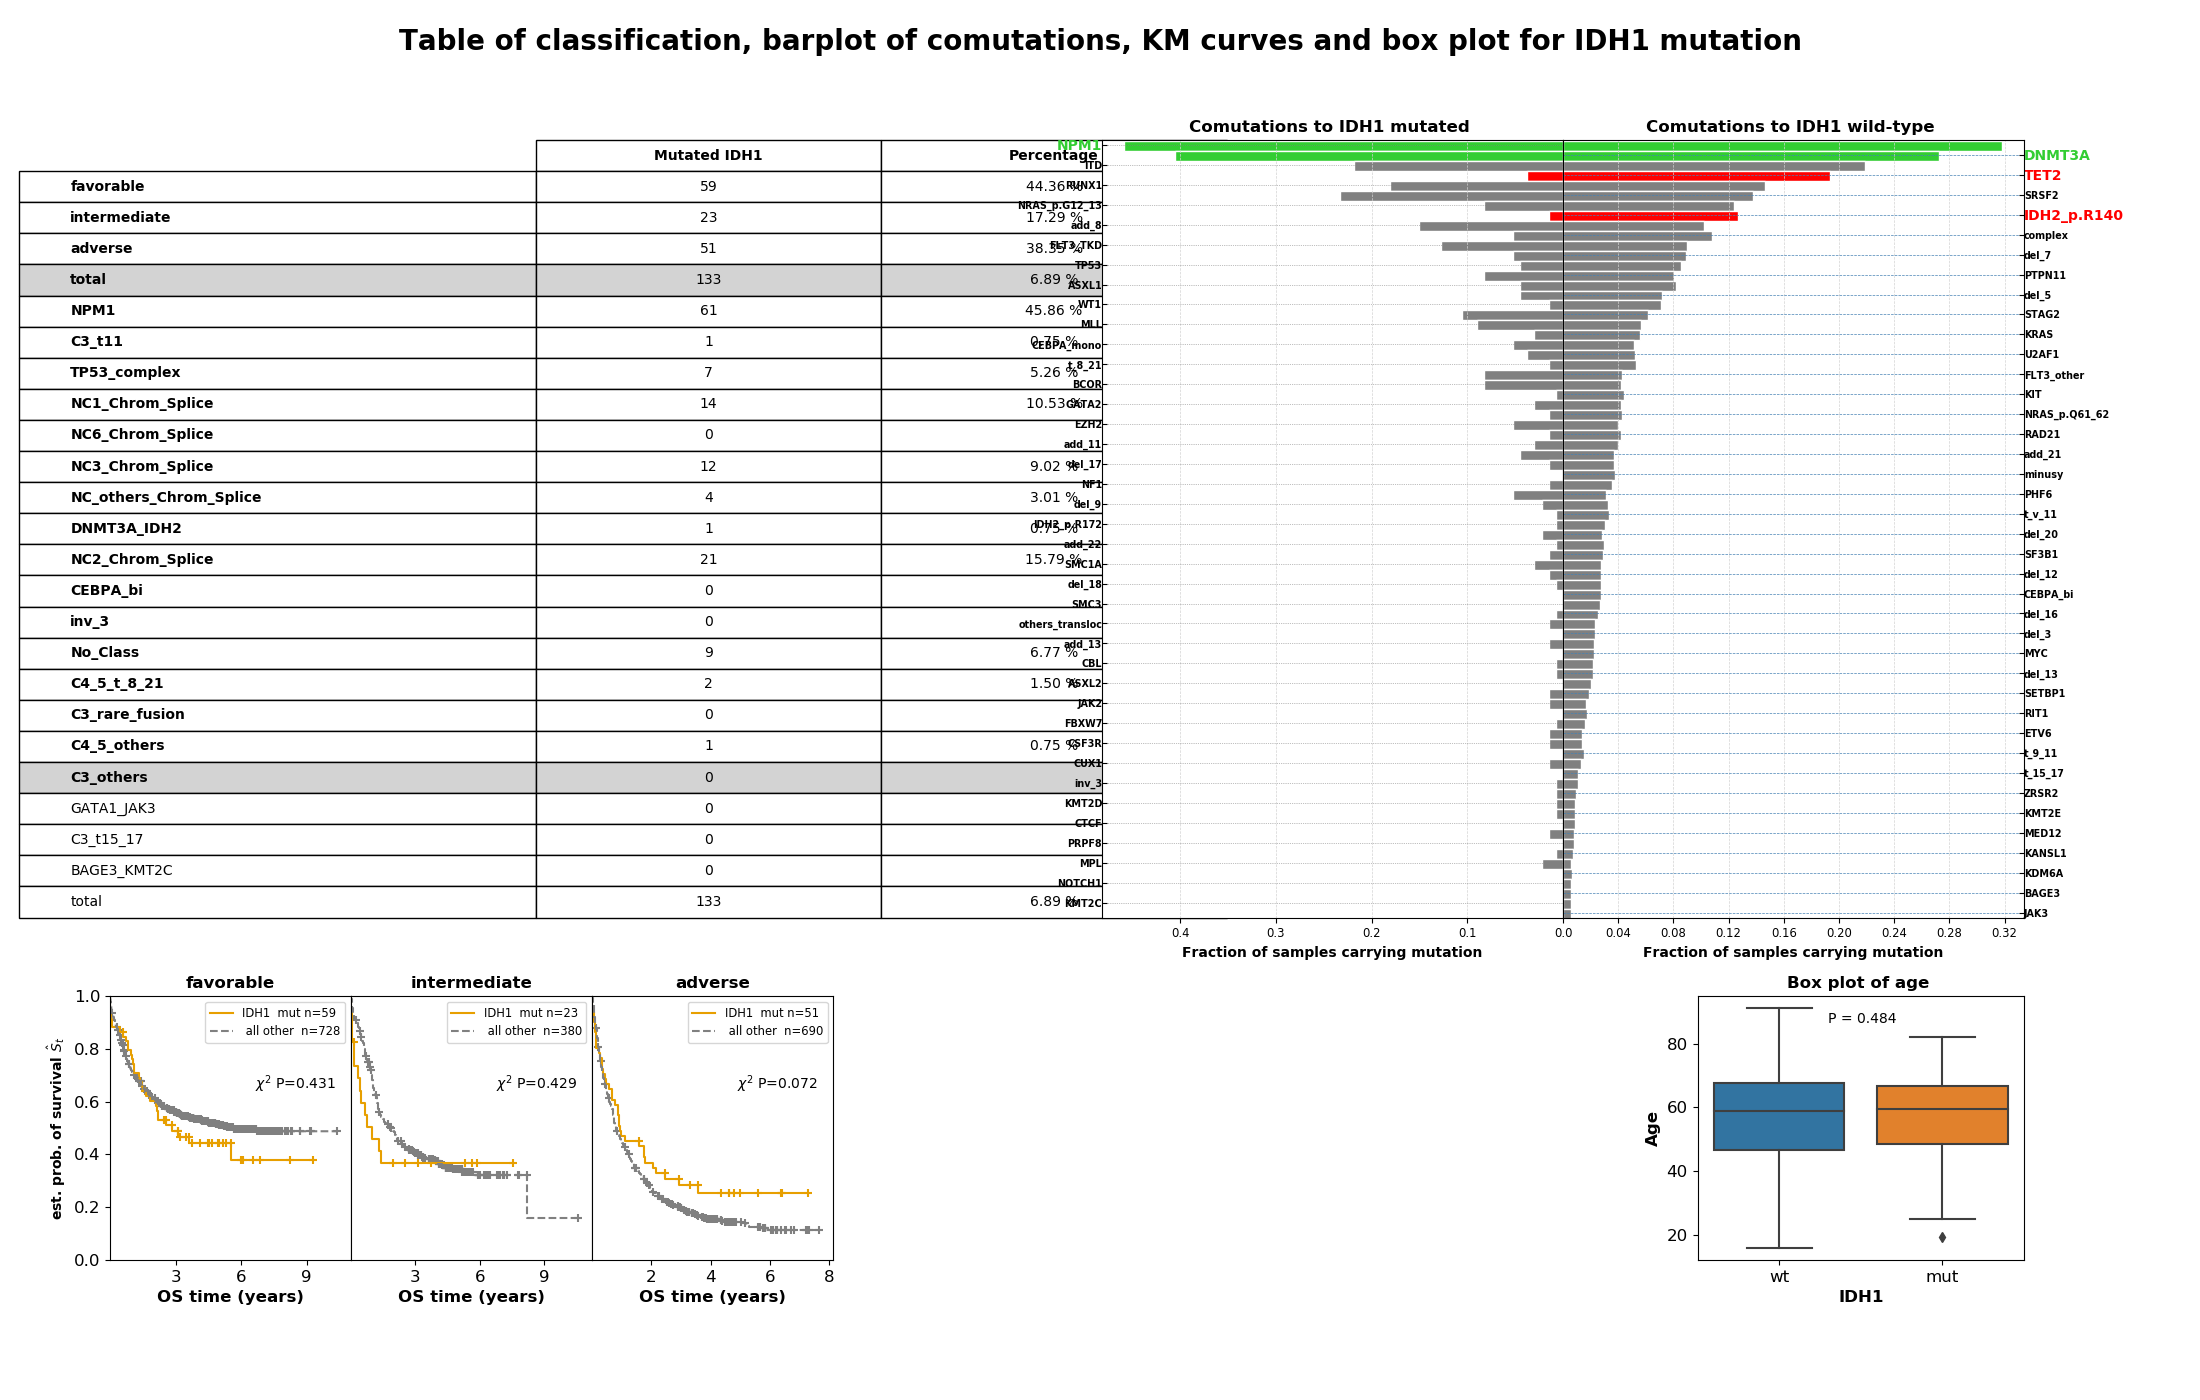 Table of classification, barplot of comutations, KM curves and box plot for IDH1 mutation
Mutated IDH1 Percentage
favorable 59 44.36 %
intermediate 23 17.29 %
adverse 51 38.35 %
total 133 6.89 %
NPM1 61 45.86 %
C3_t11 1 0.75 %
TP53_complex 7 5.26 %
NC1_Chrom_Splice 14 10.53 %
NC6_Chrom_Splice 0
NC3_Chrom_Splice 12 9.02 %
NC_others_Chrom_Splice 4 3.01 %
DNMT3A_IDH2 1 0.75 %
NC2_Chrom_Splice 21 15.79 %
CEBPA_bi 0
inv_3 0
No_Class 9 6.77 %
C4_5_t_8_21 2 1.50 %
C3_rare_fusion 0
C4_5_others 1 0.75 %
C3_others 0
GATA1_JAK3 0
C3_t15_17 0
BAGE3_KMT2C 0
total 133 6.89 %
Comutations to IDH1 mutated
NPM1
ITD
RUNX1
NRAS_p.G12_13
add_8
FLT3_TKD
TP53
ASXL1
WT1
MLL
CEBPA_mono
t_8_21
BCOR
GATA2
EZH2
add_11
del_17
NF1
del_9
IDH2_p.R172
add_22
SMC1A
del_18
SMC3
others_transloc
add_13
CBL
ASXL2
JAK2
FBXW7
CSF3R
CUX1
inv_3
KMT2D
CTCF
PRPF8
MPL
NOTCH1
KMT2C
0.4 0.3 0.2 0.1
Fraction of samples carrying mutation
Comutations to IDH1 wild-type
DNMT3A
TET2
SRSF2
IDH2_p.R140
complex
del_7
PTPN11
del_5
STAG2
KRAS
U2AF1
FLT3_other
KIT
NRAS_p.Q61_62
RAD21
add_21
minusy
PHF6
t_v_11
del_20
SF3B1
del_12
CEBPA_bi
del_16
del_3
MYC
del_13
SETBP1
RIT1
ETV6
t_9_11
t_15_17
ZRSR2
KMT2E
MED12
KANSL1
KDM6A
BAGE3
JAK3
0.0 0.04 0.08 0.12 0.16 0.20 0.24 0.28 0.32
Fraction of samples carrying mutation
est. prob. of survival Ŝt
1.0
0.8
0.6
0.4
0.2
0.0
favorable
IDH1 mut n=59
all other n=728
χ² P=0.431
3 6 9
OS time (years)
intermediate
IDH1 mut n=23
all other n=380
χ² P=0.429
3 6 9
OS time (years)
adverse
IDH1 mut n=51
all other n=690
χ² P=0.072
2 4 6 8
OS time (years)
Box plot of age
P = 0.484
Age
80
60
40
20
wt mut
IDH1